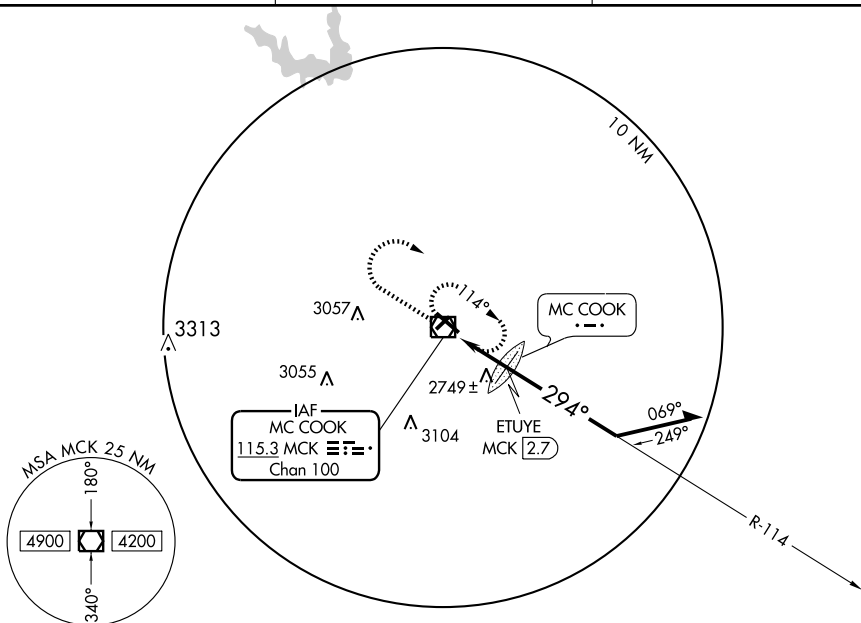 10 NM
114°
MC COOK
3057
3313
3055
2749 ±
294°
069°
249°
IAF
MC COOK
115.3 MCK
Chan 100
3104
ETUYE
MCK 2.7
R-114
MSA MCK 25 NM
180°
4900
4200
340°